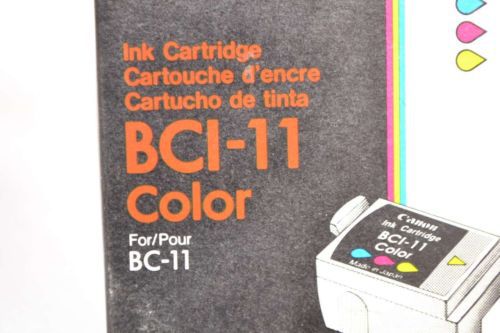 Ink Cartridge
Cartouche d'encre
Cartucho de tinta
BCI-11
Color
For/Pour
BC-11
Canon
Ink Cartridge
BCI-11
Color
Made in Japan